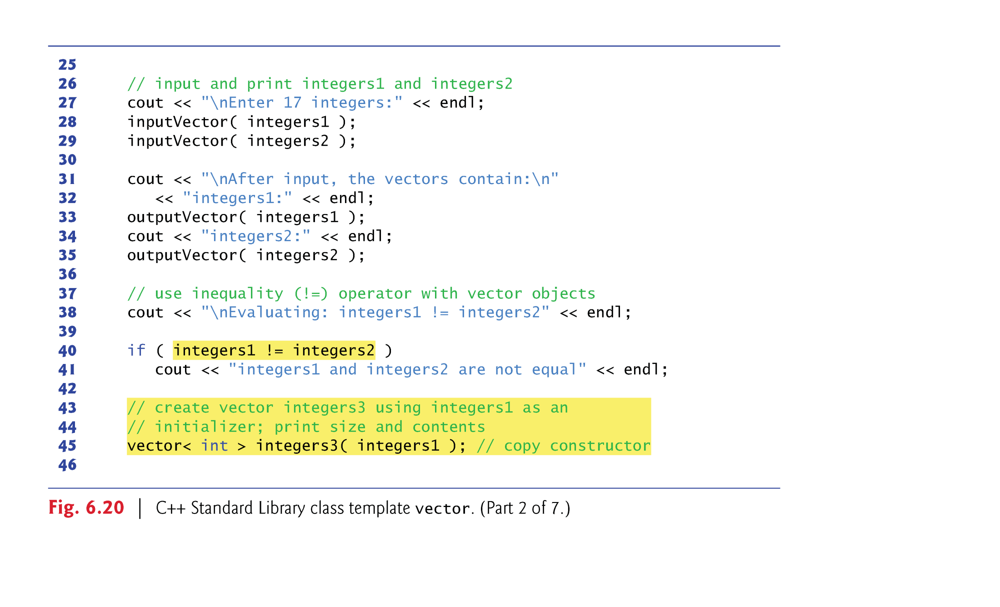 25
26 // input and print integers1 and integers2
27 cout << "\nEnter 17 integers:" << endl;
28 inputVector( integers1 );
29 inputVector( integers2 );
30
31 cout << "\nAfter input, the vectors contain:\n"
32    << "integers1:" << endl;
33 outputVector( integers1 );
34 cout << "integers2:" << endl;
35 outputVector( integers2 );
36
37 // use inequality (!=) operator with vector objects
38 cout << "\nEvaluating: integers1 != integers2" << endl;
39
40 if ( integers1 != integers2 )
41    cout << "integers1 and integers2 are not equal" << endl;
42
43 // create vector integers3 using integers1 as an
44 // initializer; print size and contents
45 vector< int > integers3( integers1 ); // copy constructor
46
Fig. 6.20 | C++ Standard Library class template vector. (Part 2 of 7.)